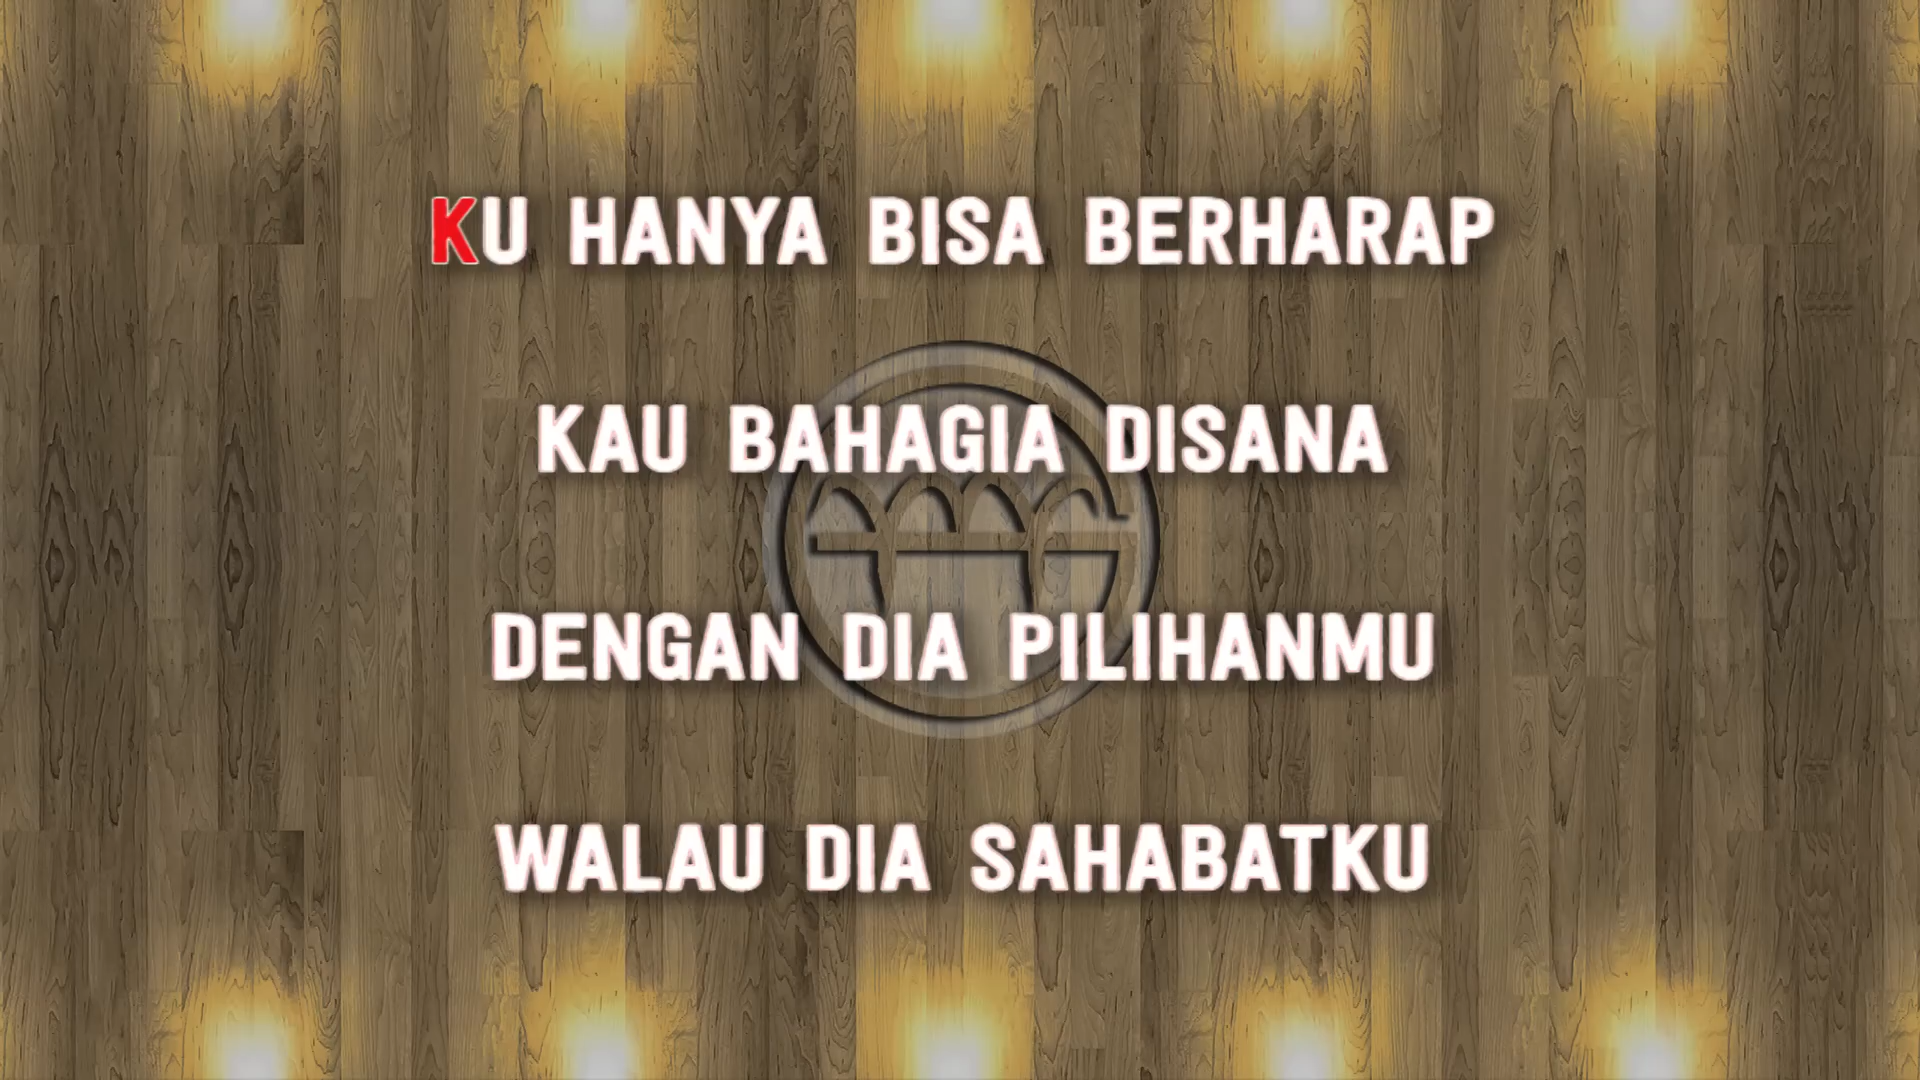 KU HANYA BISA BERHARAP
KAU BAHAGIA DISANA
DENGAN DIA PILIHANMU
WALAU DIA SAHABATKU